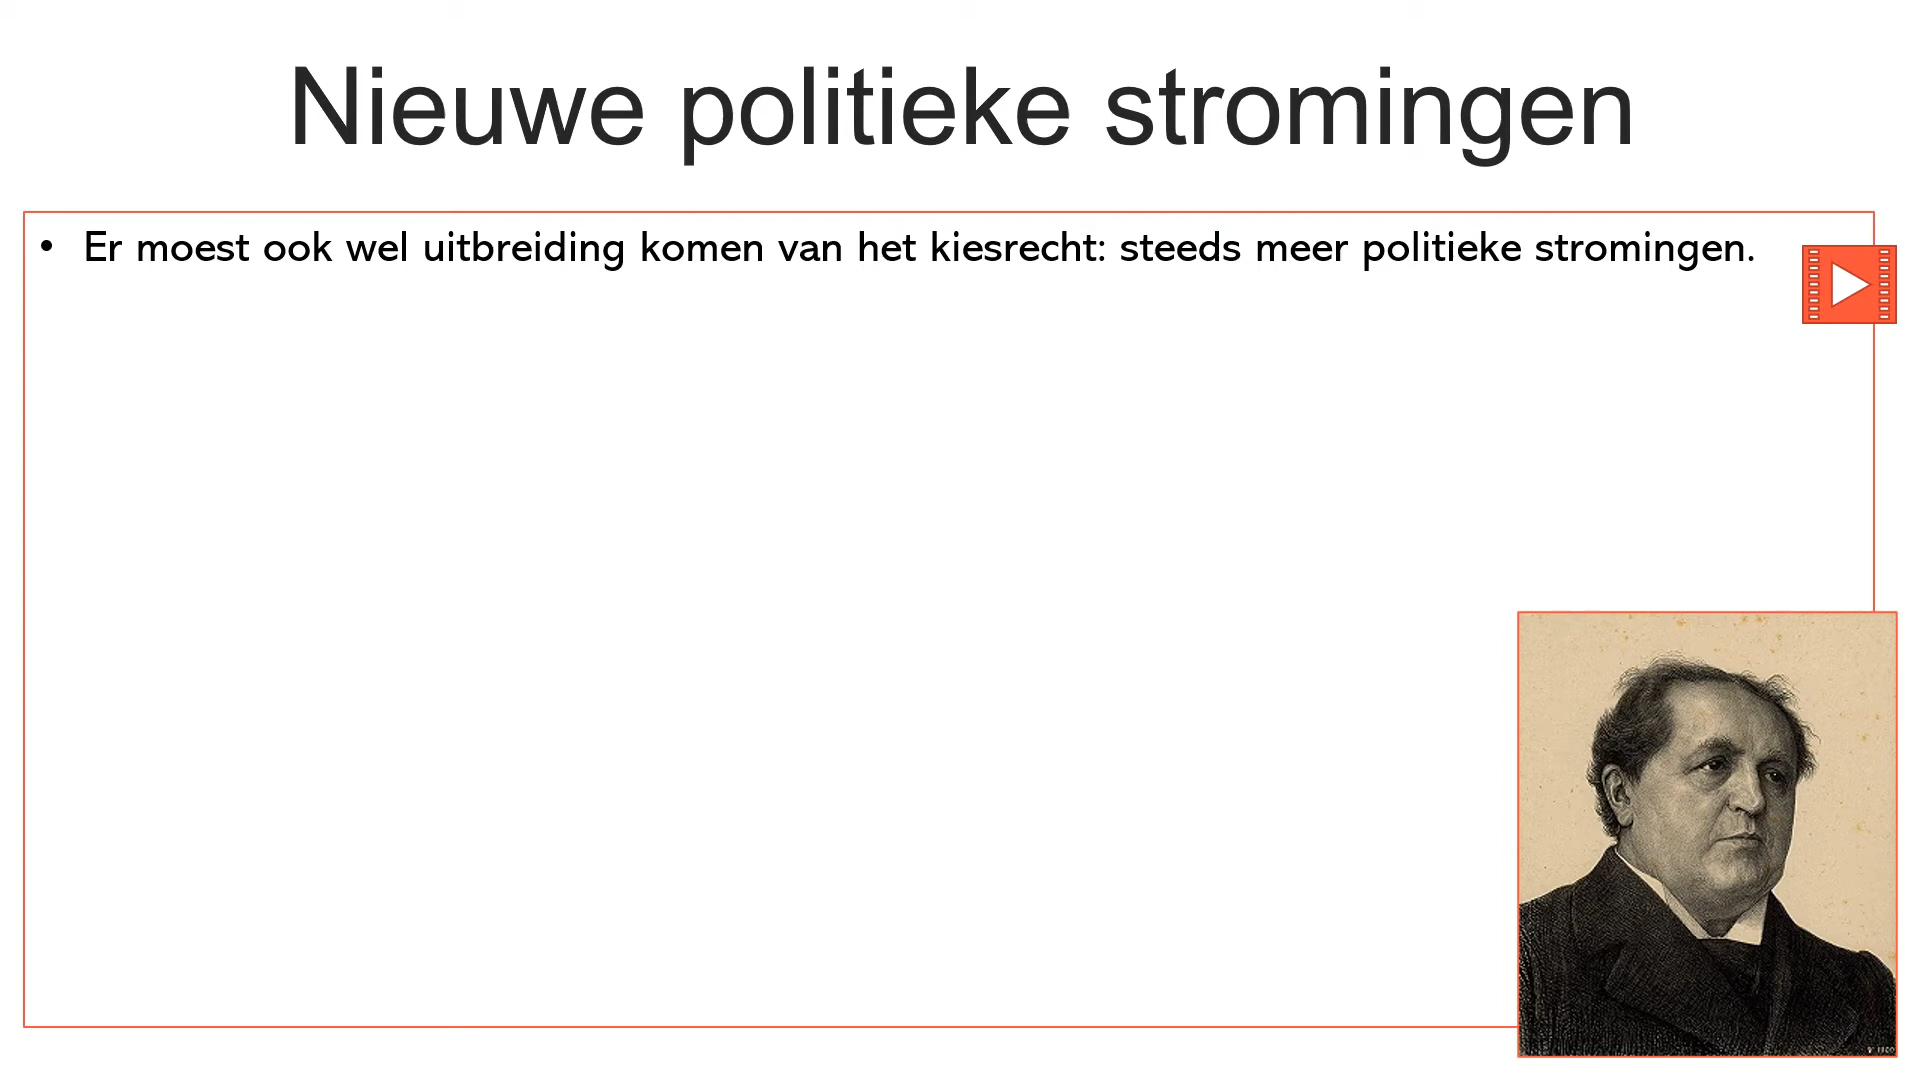 Nieuwe politieke stromingen
• Er moest ook wel uitbreiding komen van het kiesrecht: steeds meer politieke stromingen.